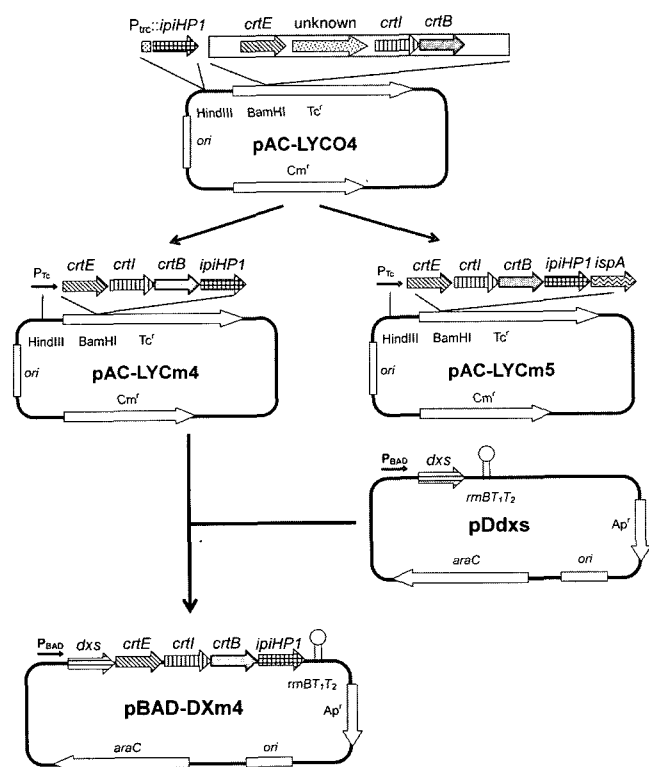 Ptrc::ipiHP1 crtE unknown crtI crtB
HindIII BamHI Tcʳ
ori pAC-LYCO4
Cmʳ
PTc crtE crtI crtB ipiHP1
HindIII BamHI Tcʳ
ori pAC-LYCm4
Cmʳ
PTc crtE crtI crtB ipiHP1 ispA
HindIII BamHI Tcʳ
ori pAC-LYCm5
Cmʳ
PBAD dxs
rrnBT₁T₂
pDdxs
Apʳ
araC ori
PBAD dxs crtE crtI crtB ipiHP1
rrnBT₁T₂
pBAD-DXm4
Apʳ
araC ori